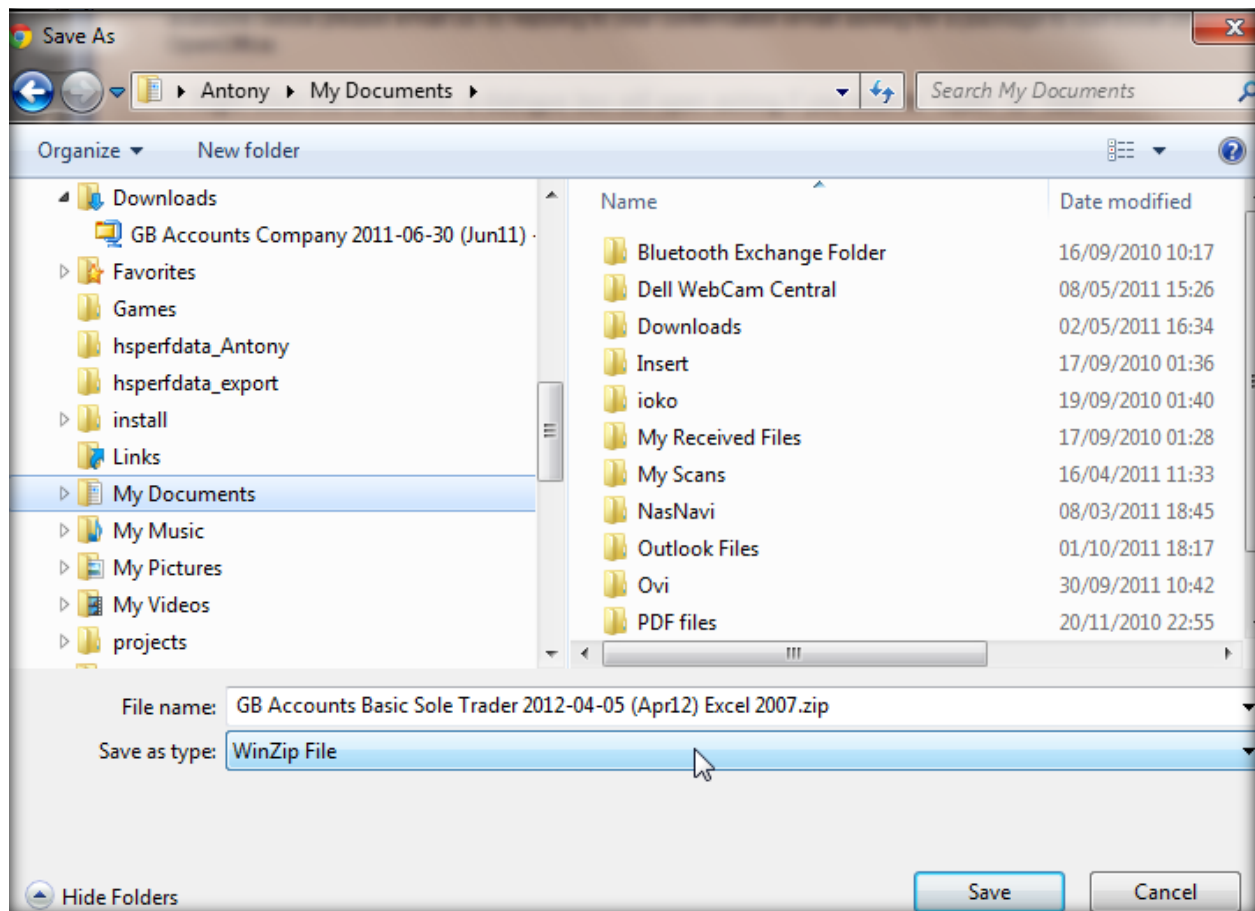 Save As
Antony My Documents
Search My Documents
Organize New folder
Downloads
GB Accounts Company 2011-06-30 (Jun11) -
Favorites
Games
hsperfdata_Antony
hsperfdata_export
install
Links
My Documents
My Music
My Pictures
My Videos
projects
Name Date modified
Bluetooth Exchange Folder 16/09/2010 10:17
Dell WebCam Central 08/05/2011 15:26
Downloads 02/05/2011 16:34
Insert 17/09/2010 01:36
ioko 19/09/2010 01:40
My Received Files 17/09/2010 01:28
My Scans 16/04/2011 11:33
NasNavi 08/03/2011 18:45
Outlook Files 01/10/2011 18:17
Ovi 30/09/2011 10:42
PDF files 20/11/2010 22:55
File name: GB Accounts Basic Sole Trader 2012-04-05 (Apr12) Excel 2007.zip
Save as type: WinZip File
Hide Folders Save Cancel